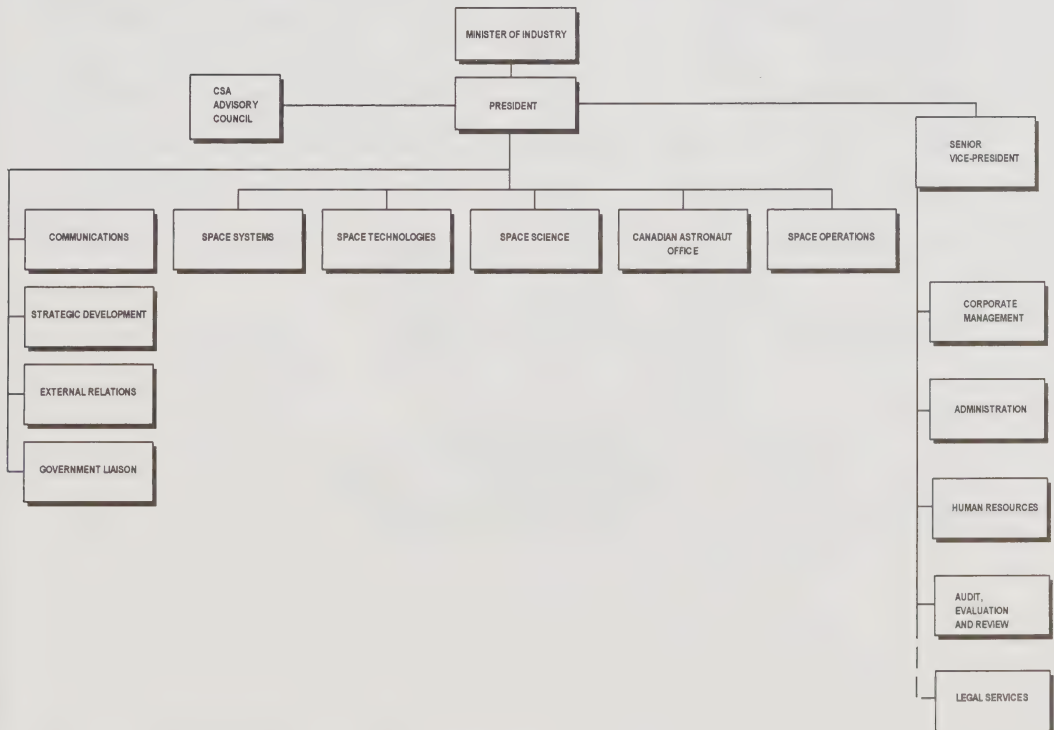 MINISTER OF INDUSTRY
CSA
ADVISORY
COUNCIL
PRESIDENT
SENIOR
VICE-PRESIDENT
COMMUNICATIONS
SPACE SYSTEMS
SPACE TECHNOLOGIES
SPACE SCIENCE
CANADIAN ASTRONAUT
OFFICE
SPACE OPERATIONS
STRATEGIC DEVELOPMENT
EXTERNAL RELATIONS
GOVERNMENT LIAISON
CORPORATE
MANAGEMENT
ADMINISTRATION
HUMAN RESOURCES
AUDIT,
EVALUATION
AND REVIEW
LEGAL SERVICES